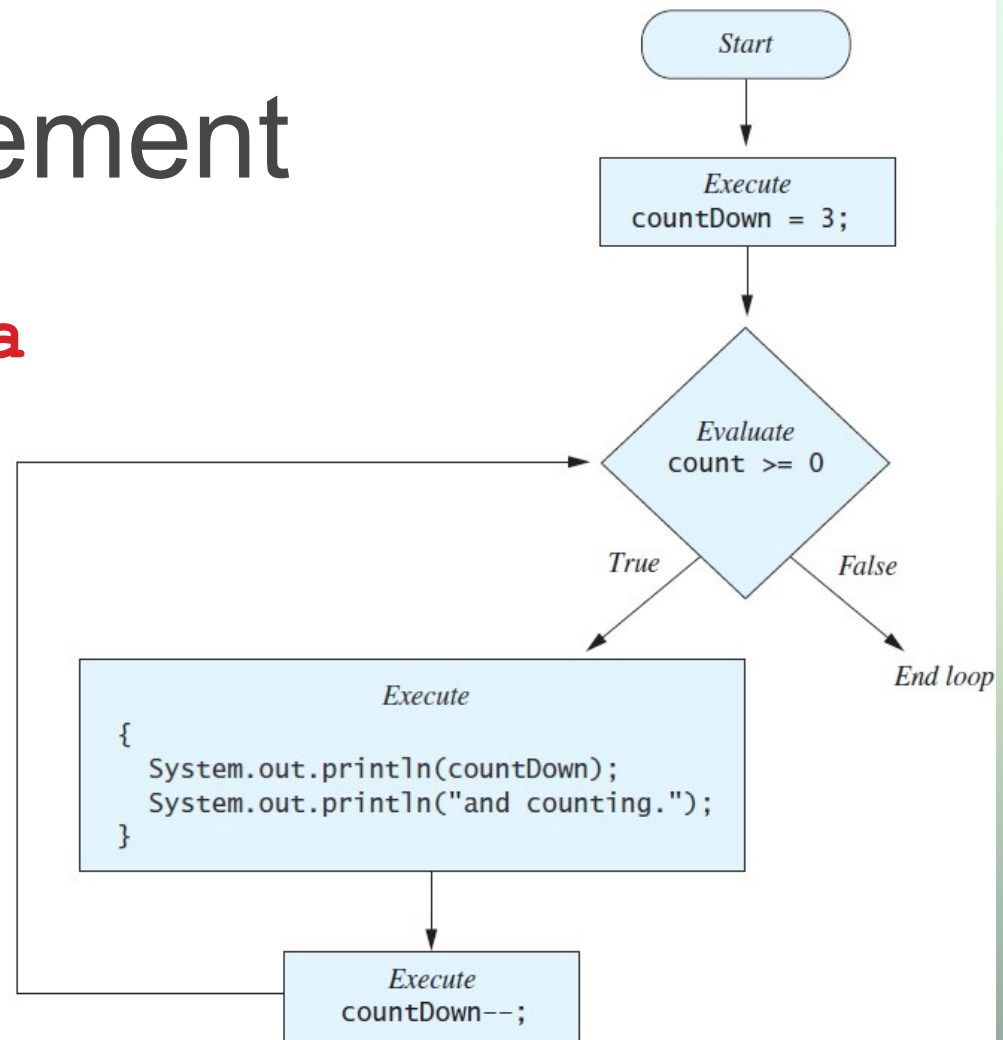 ement
a
Start
Execute
countDown = 3;
Evaluate
count >= 0
True
False
End loop
Execute
{
System.out.println(countDown);
System.out.println("and counting.");
}
Execute
countDown--;